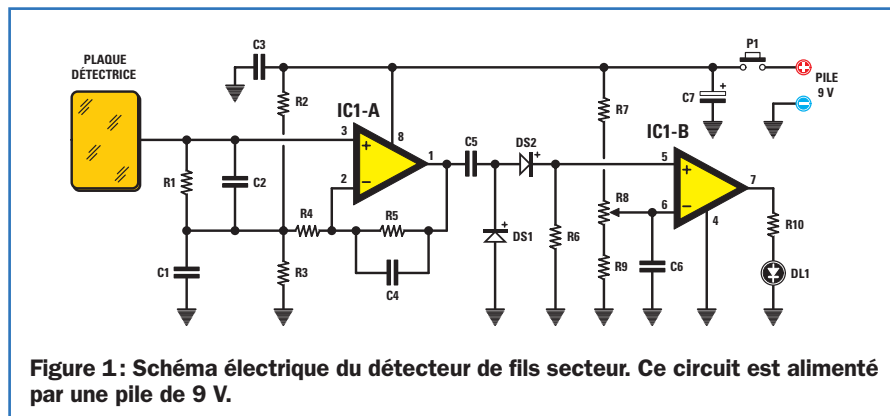 PLAQUE
DÉTECTRICE
C3
P1
PILE
9 V
C7
R2
R7
IC1-A
IC1-B
3
8
1
2
C5
DS2
5
7
6
4
R1
C2
R4
R5
R8
R10
DS1
R6
C1
R3
C4
R9
C6
DL1
Figure 1: Schéma électrique du détecteur de fils secteur. Ce circuit est alimenté
par une pile de 9 V.